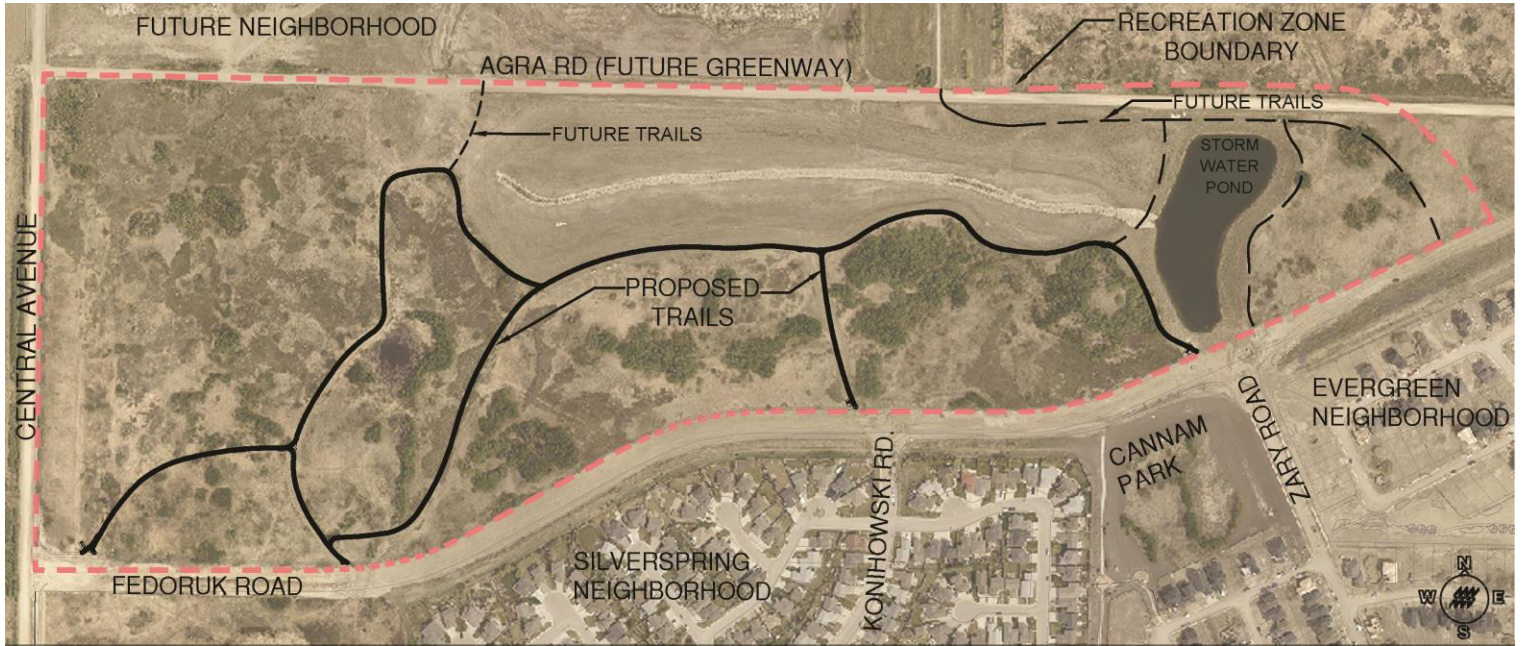 FUTURE NEIGHBORHOOD
RECREATION ZONE
BOUNDARY
AGRA RD (FUTURE GREENWAY)
FUTURE TRAILS
FUTURE TRAILS
STORM
WATER
POND
CENTRAL AVENUE
PROPOSED
TRAILS
EVERGREEN
NEIGHBORHOOD
CANNAM
PARK
ZARY ROAD
KONIHOWSKI RD.
SILVERSPRING
NEIGHBORHOOD
FEDORUK ROAD
N
W E
S